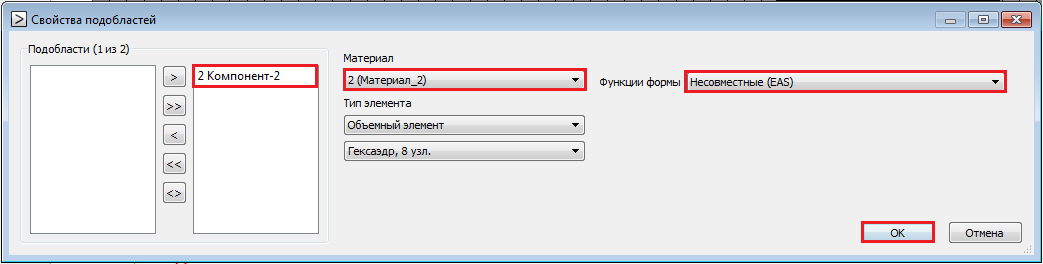 Свойства подобластей
Подобласти (1 из 2)
2 Компонент-2
>
>>
<
<<
<>
Материал
2 (Материал_2)
Тип элемента
Объемный элемент
Гексаэдр, 8 узл.
Функции формы
Несовместные (EAS)
OK
Отмена